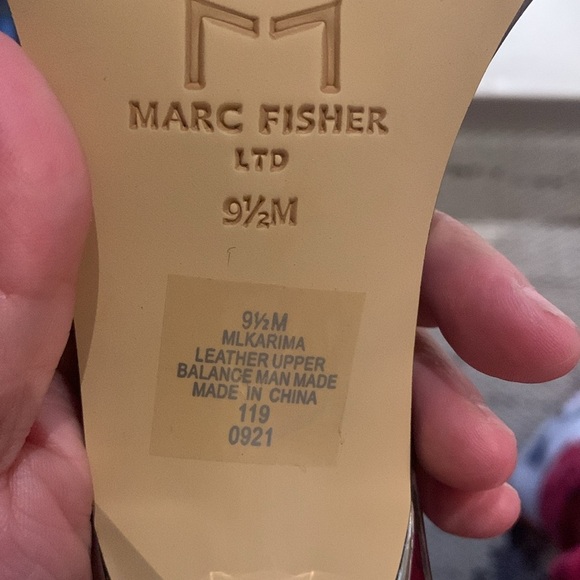 MARC FISHER
LTD
9½M
9½M
MLKARIMA
LEATHER UPPER
BALANCE MAN MADE
MADE IN CHINA
119
0921